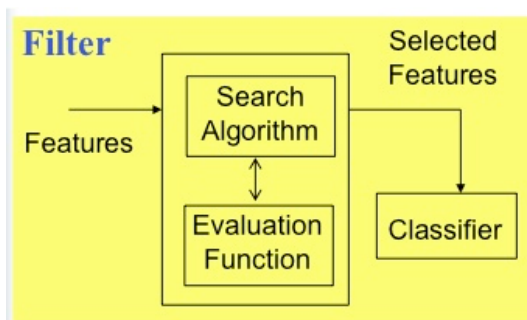 Filter
Features
Search
Algorithm
Evaluation
Function
Selected
Features
Classifier